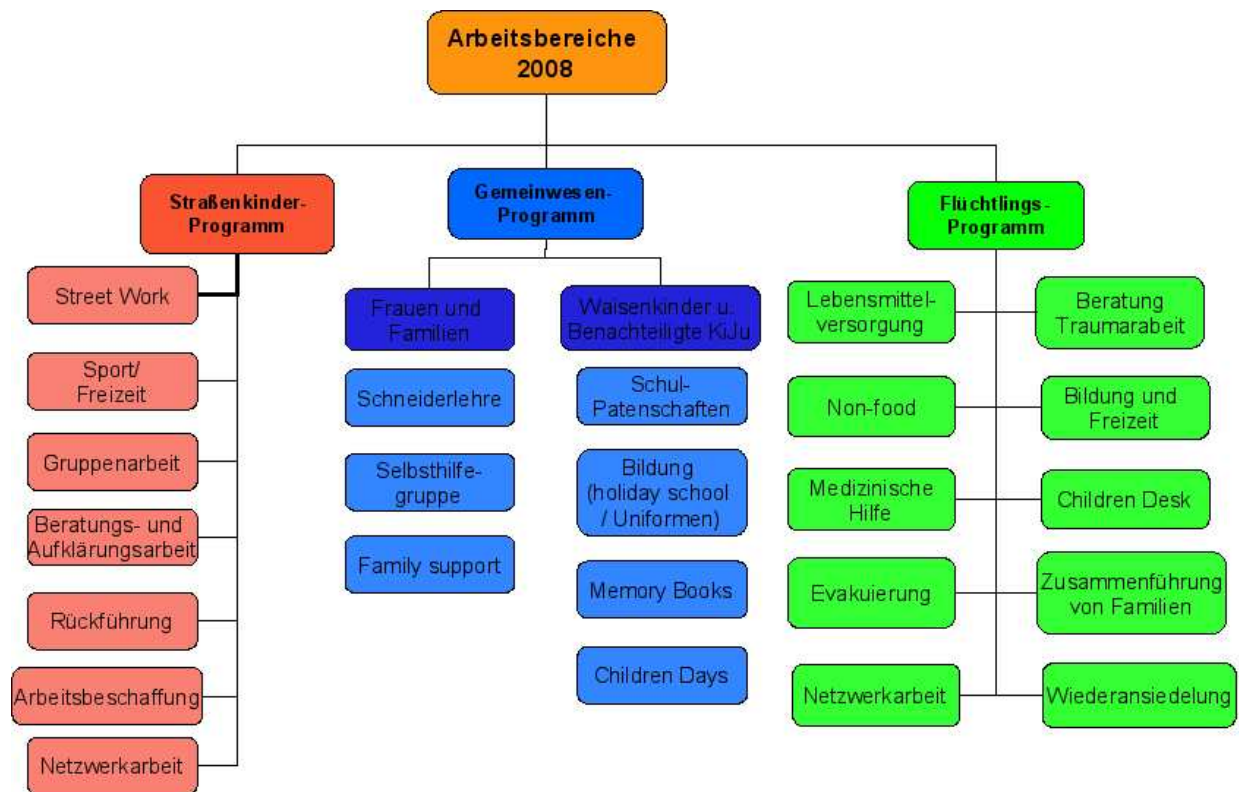 Arbeitsbereiche
2008
Straßenkinder-
Programm
Street Work
Sport/
Freizeit
Gruppenarbeit
Beratungs- und
Aufklärungsarbeit
Rückführung
Arbeitsbeschaffung
Netzwerkarbeit
Gemeinwesen-
Programm
Frauen und
Familien
Schneiderlehre
Selbsthilfe-
gruppe
Family support
Waisenkinder u.
Benachteiligte KiJu
Schul-
Patenschaften
Bildung
(holiday school
/ Uniformen)
Memory Books
Children Days
Flüchtlings-
Programm
Lebensmittel-
versorgung
Non-food
Medizinische
Hilfe
Evakuierung
Netzwerkarbeit
Beratung
Traumarabeit
Bildung und
Freizeit
Children Desk
Zusammenführung
von Familien
Wiederansiedelung